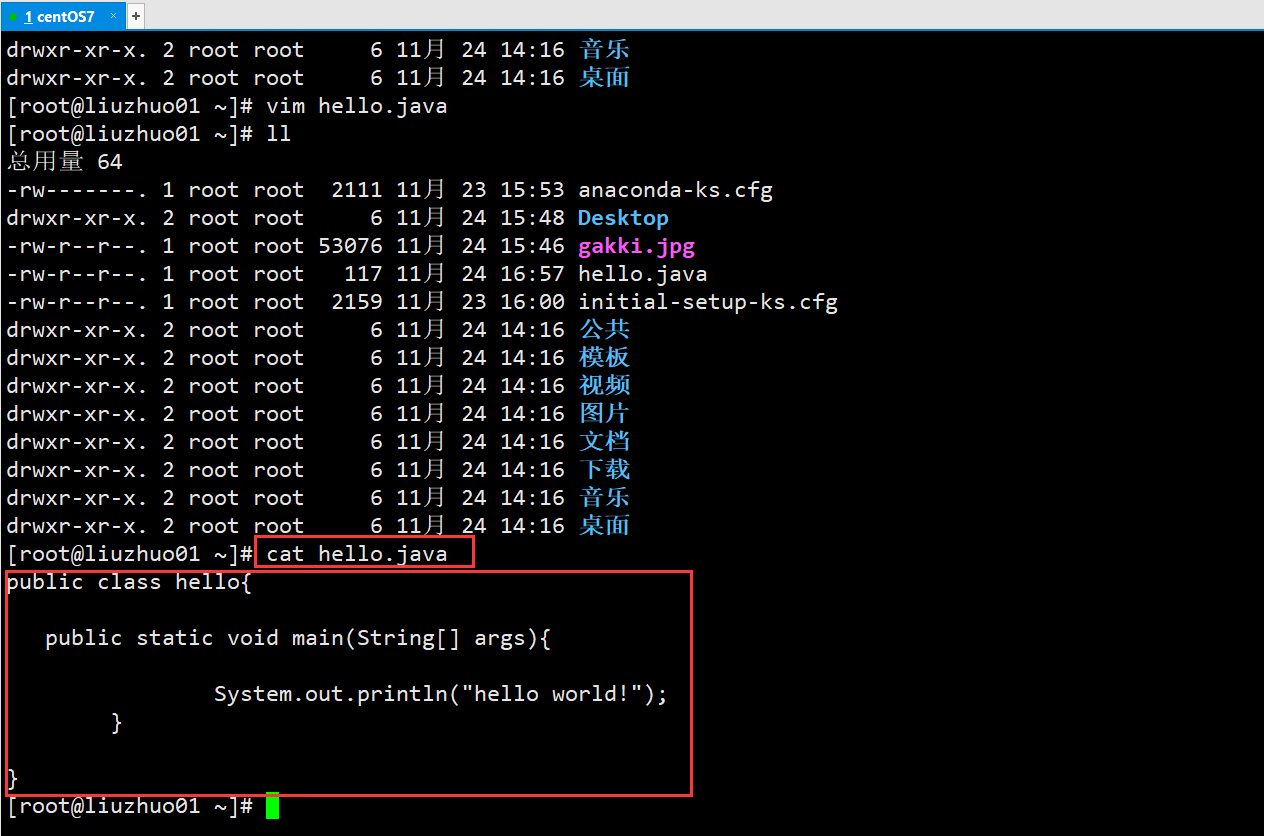 1 centOS7 × +
drwxr-xr-x. 2 root root     6 11月  24 14:16 音乐
drwxr-xr-x. 2 root root     6 11月  24 14:16 桌面
[root@liuzhuo01 ~]# vim hello.java
[root@liuzhuo01 ~]# ll
总用量 64
-rw-------. 1 root root  2111 11月  23 15:53 anaconda-ks.cfg
drwxr-xr-x. 2 root root     6 11月  24 15:48 Desktop
-rw-r--r--. 1 root root 53076 11月  24 15:46 gakki.jpg
-rw-r--r--. 1 root root   117 11月  24 16:57 hello.java
-rw-r--r--. 1 root root  2159 11月  23 16:00 initial-setup-ks.cfg
drwxr-xr-x. 2 root root     6 11月  24 14:16 公共
drwxr-xr-x. 2 root root     6 11月  24 14:16 模板
drwxr-xr-x. 2 root root     6 11月  24 14:16 视频
drwxr-xr-x. 2 root root     6 11月  24 14:16 图片
drwxr-xr-x. 2 root root     6 11月  24 14:16 文档
drwxr-xr-x. 2 root root     6 11月  24 14:16 下载
drwxr-xr-x. 2 root root     6 11月  24 14:16 音乐
drwxr-xr-x. 2 root root     6 11月  24 14:16 桌面
[root@liuzhuo01 ~]# cat hello.java
public class hello{
   public static void main(String[] args){
                System.out.println("hello world!");
        }
}
[root@liuzhuo01 ~]#